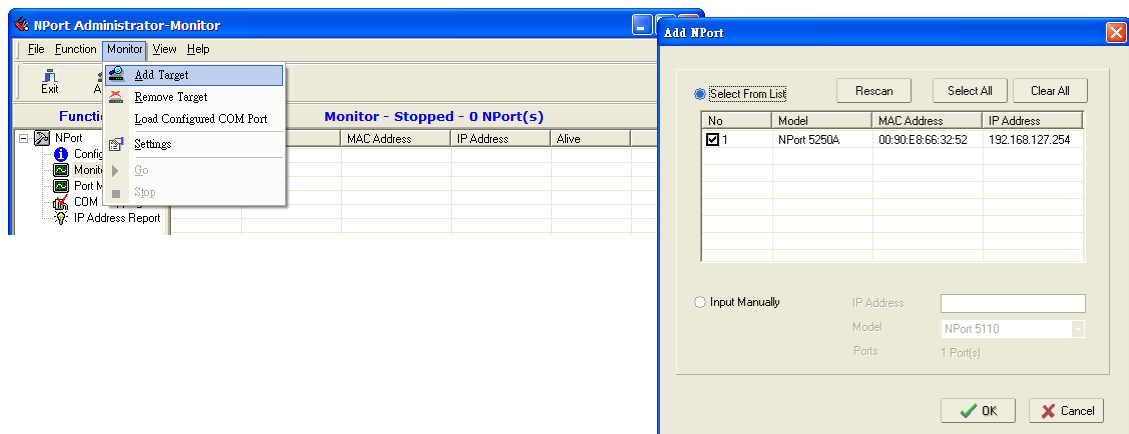 NPort Administrator-Monitor
File Function Monitor View Help
Exit
Add Target
Remove Target
Load Configured COM Port
Settings
Go
Stop
Monitor - Stopped - 0 NPort(s)
MAC Address IP Address Alive
NPort
COM
IP Address Report
Add NPort
Select From List Rescan Select All Clear All
No Model MAC Address IP Address
1 NPort 5250A 00:90:E8:66:32:52 192.168.127.254
Input Manually IP Address
Model NPort 5110
Ports 1 Port(s)
OK Cancel